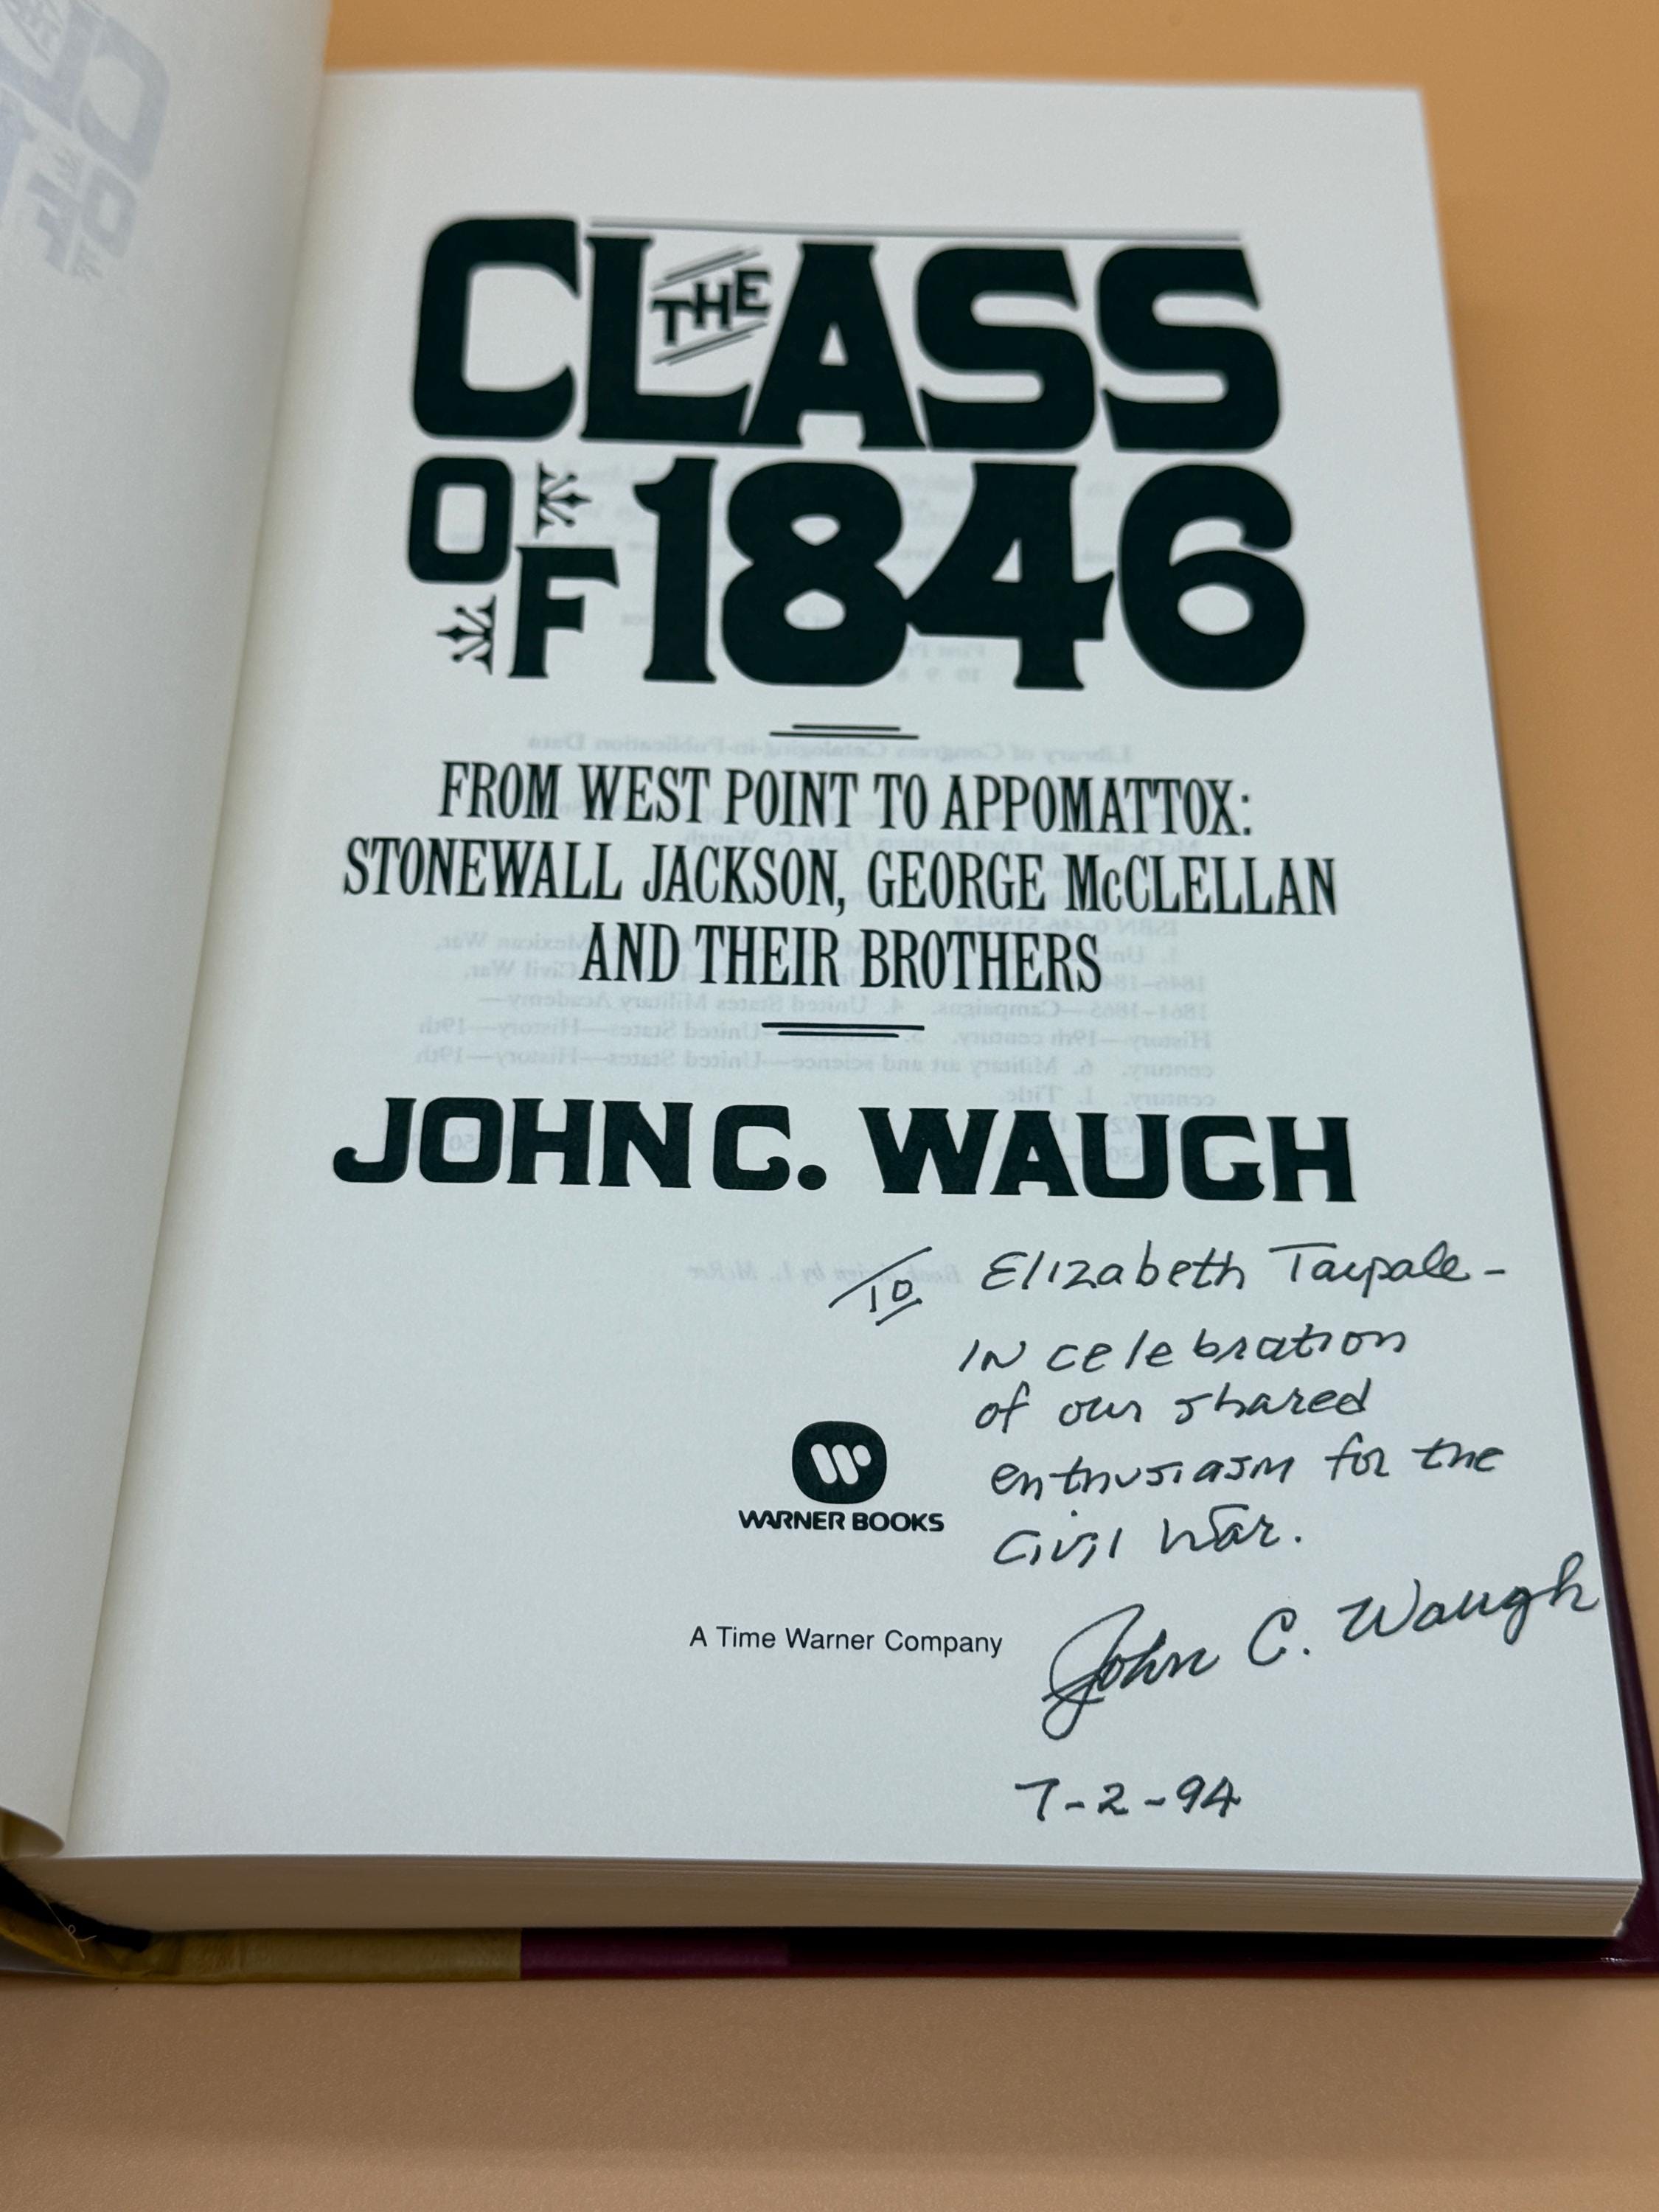 THE
CLASS
OF 1846
FROM WEST POINT TO APPOMATTOX:
STONEWALL JACKSON, GEORGE McCLELLAN
AND THEIR BROTHERS
JOHN C. WAUGH
To Elizabeth Taipale -
In celebration
of our shared
enthusiasm for the
Civil War.
WARNER BOOKS
A Time Warner Company
John C. Waugh
7-2-94